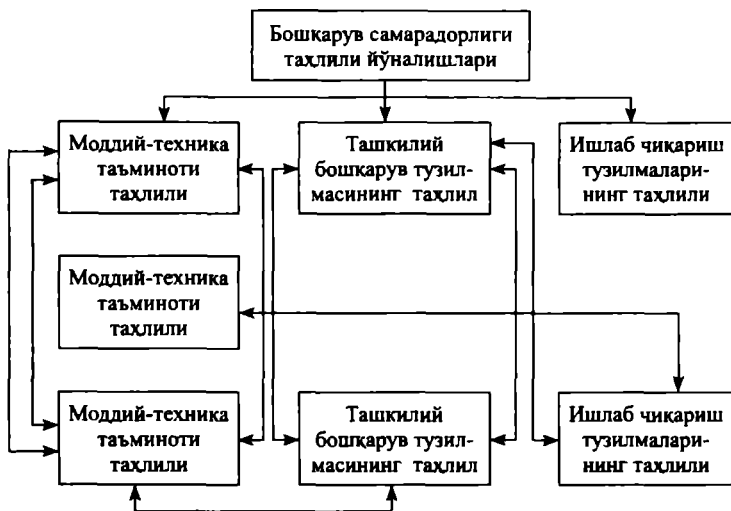 Бошқарув самарадорлиги
таҳлили йўналишлари
Моддий-техника
таъминоти
таҳлили
Ташкилий
бошқарув тузил-
масининг таҳлил
Ишлаб чиқариш
тузилмалари-
нинг таҳлили
Моддий-техника
таъминоти
таҳлили
Моддий-техника
таъминоти
таҳлили
Ташкилий
бошқарув тузил-
масининг таҳлил
Ишлаб чиқариш
тузилмалари-
нинг таҳлили